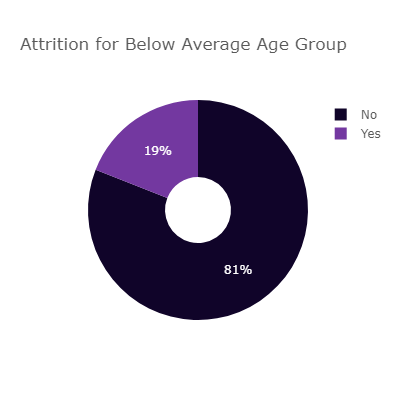 Attrition for Below Average Age Group
No
Yes
19%
81%